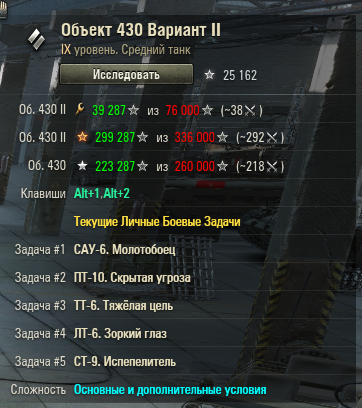 Объект 430 Вариант II
IX уровень. Средний танк
Исследовать 25 162
Об. 430 II 39 287 из 76 000 (~38)
Об. 430 II 299 287 из 336 000 (~292)
Об. 430 223 287 из 260 000 (~218)
Клавиши Alt+1,Alt+2
Текущие Личные Боевые Задачи
Задача #1 САУ-6. Молотобоец
Задача #2 ПТ-10. Скрытая угроза
Задача #3 ТТ-6. Тяжёлая цель
Задача #4 ЛТ-6. Зоркий глаз
Задача #5 СТ-9. Испепелитель
Сложность Основные и дополнительные условия